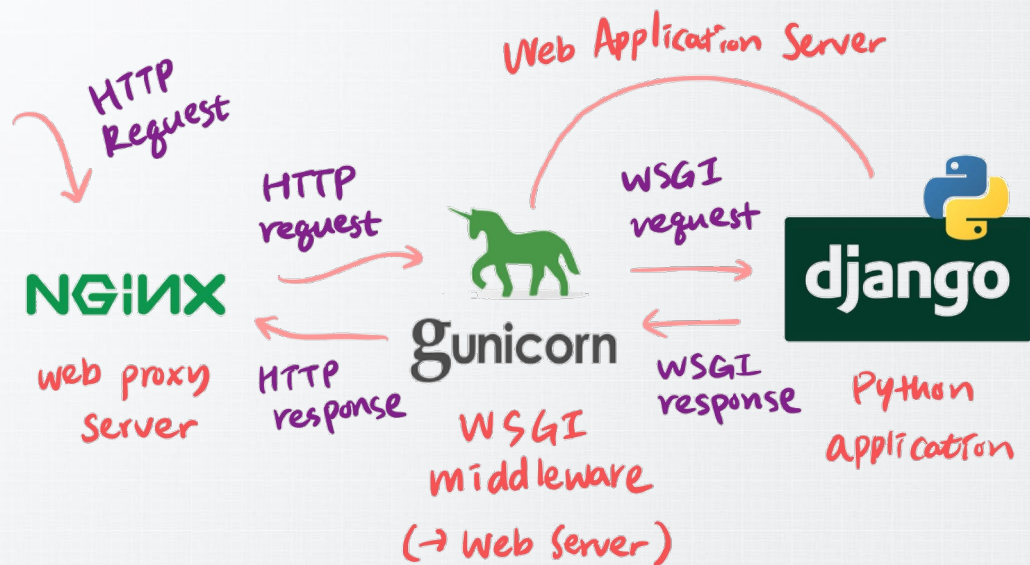 Web Application Server
HTTP
Request
HTTP
request
WSGI
request
NGiNX
gunicorn
django
web proxy
server
HTTP
response
WSGI
response
Python
application
WSGI
middleware
(→ Web Server)